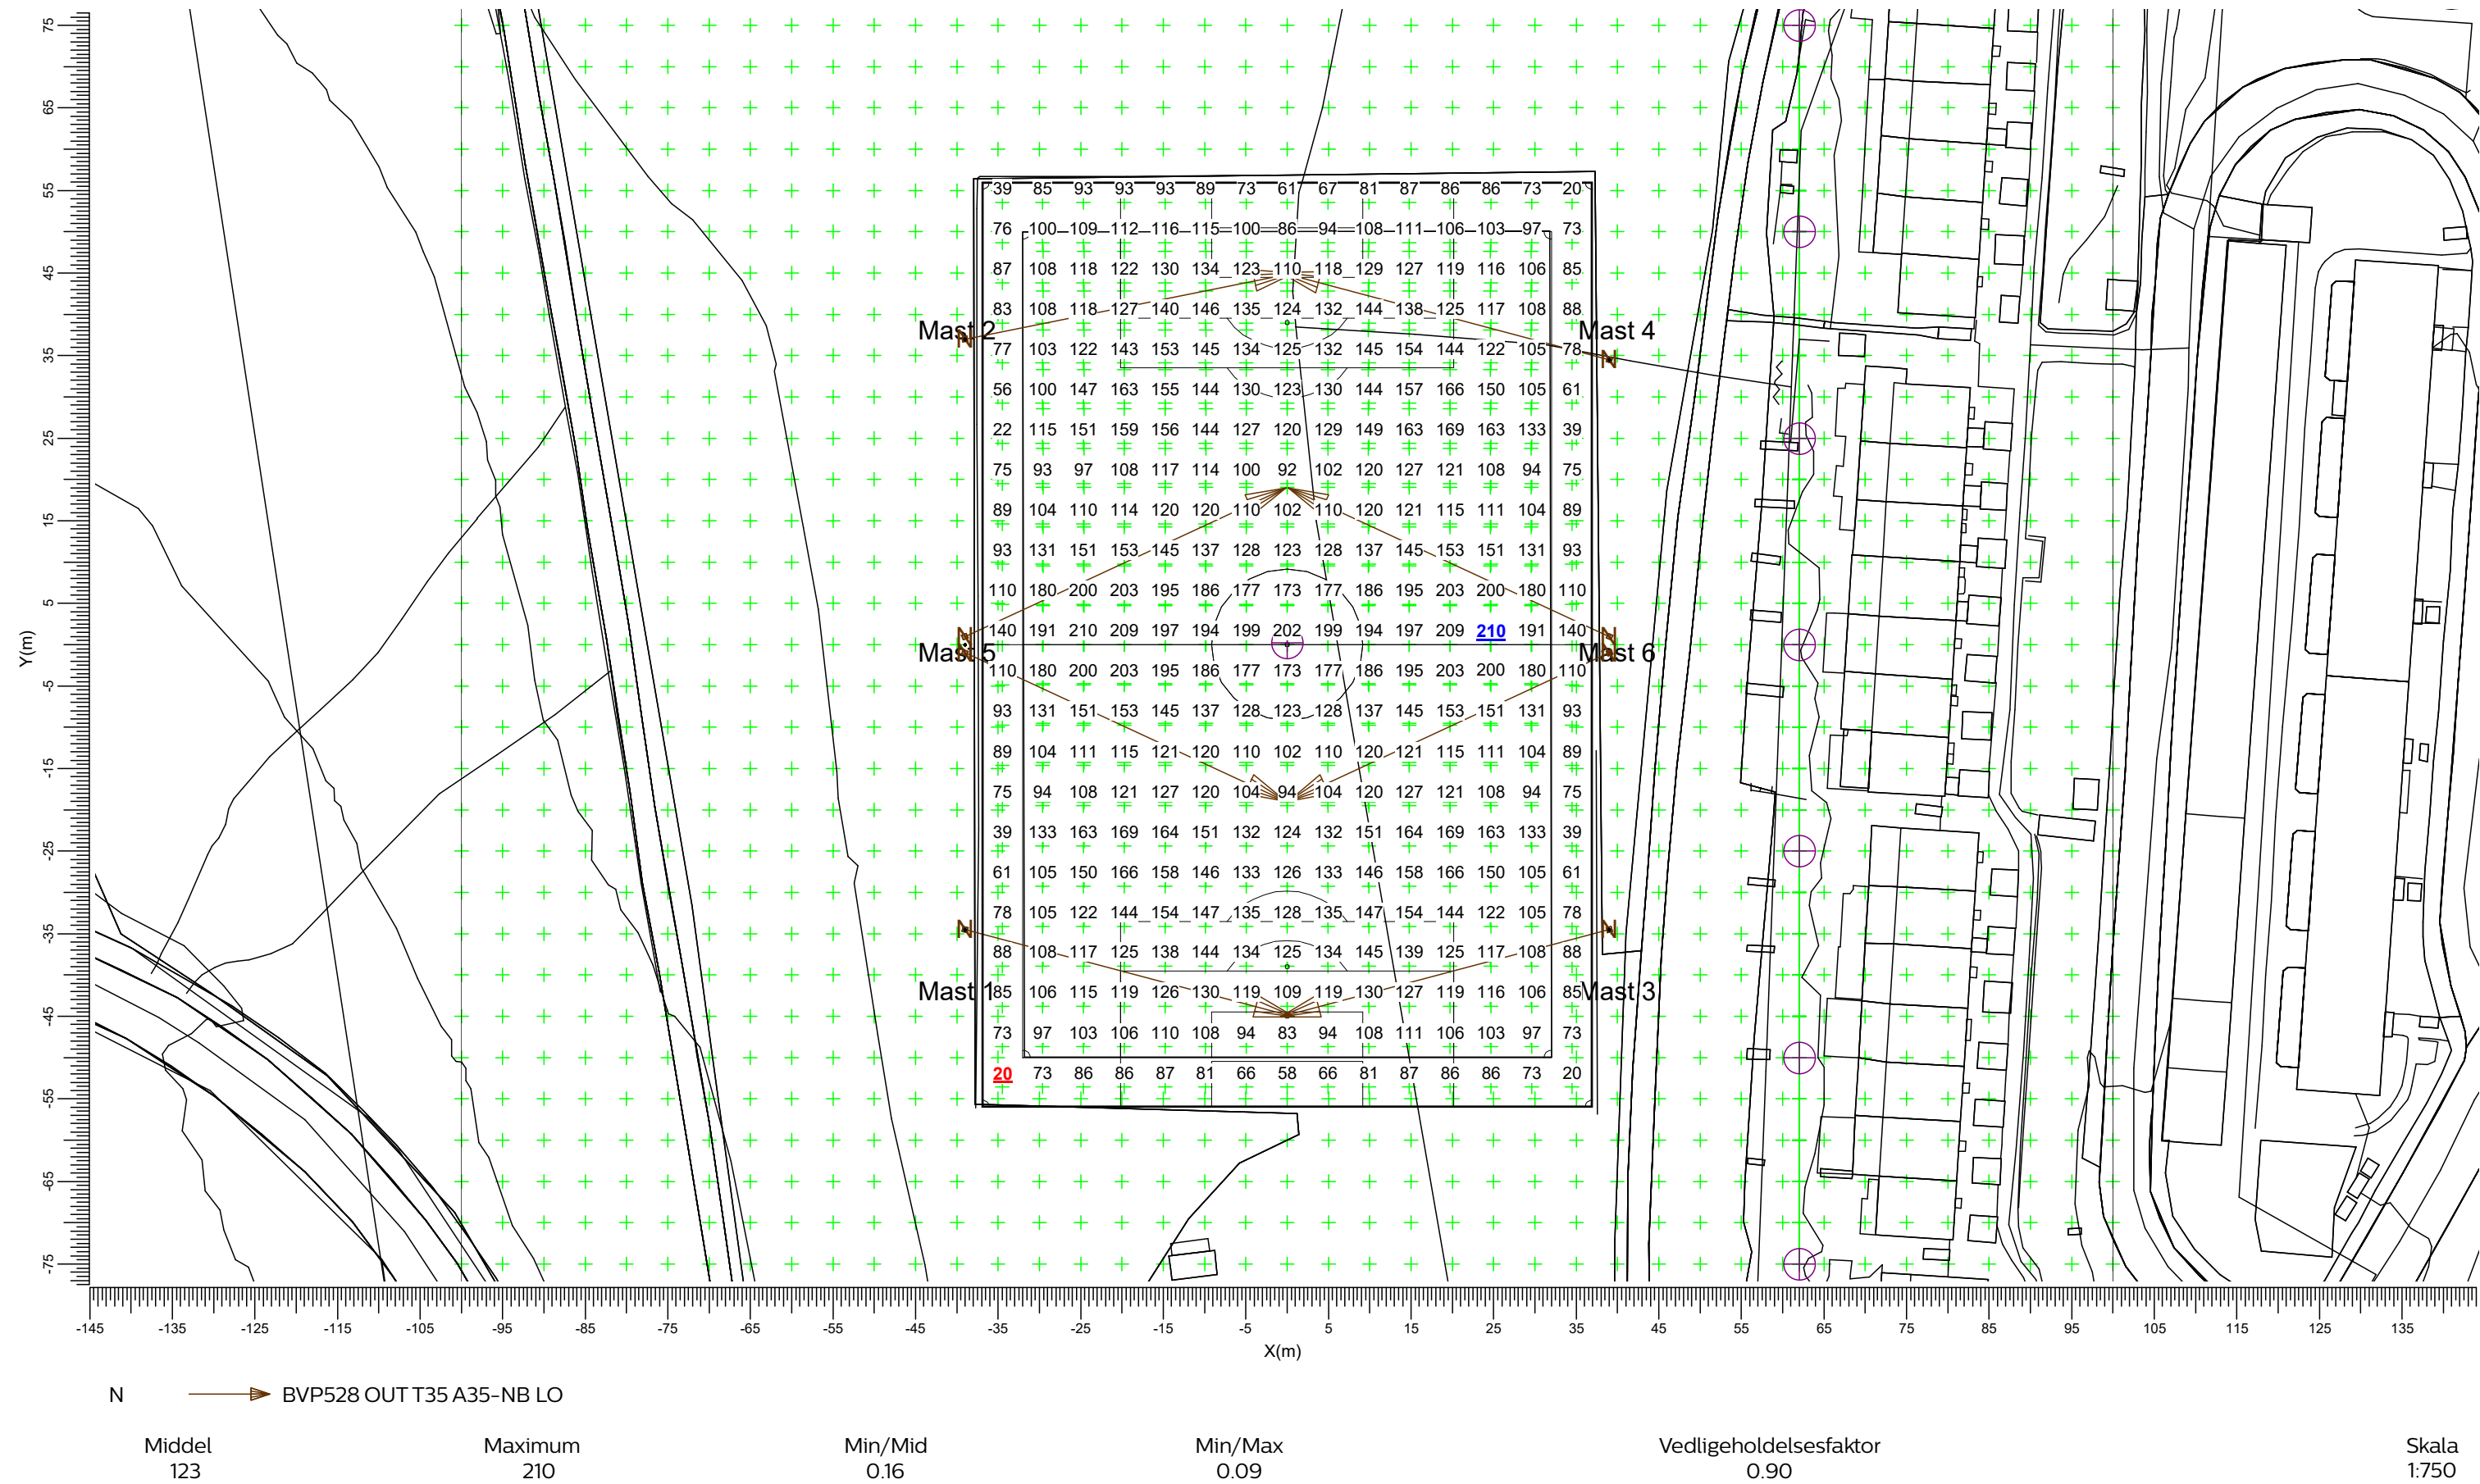 75
65
55
45
35
25
15
5
-5
-15
-25
-35
-45
-55
-65
-75
Y(m)
39 85 93 93 93 89 73 61 67 81 87 86 86 73 20
76 100 109 112 116 115 100 86 94 108 111 106 103 97 73
87 108 118 122 130 134 123 110 118 129 127 119 116 106 85
83 108 118 127 140 146 135 124 132 144 138 125 117 108 88
Mast 2 Mast 4
77 103 122 143 153 145 134 125 132 145 154 144 122 105 78
56 100 147 163 155 144 130 123 130 144 157 166 150 105 61
22 115 151 159 156 144 127 120 129 149 163 169 163 133 39
75 93 97 108 117 114 100 92 102 120 127 121 108 94 75
89 104 110 114 120 120 110 102 110 120 121 115 111 104 89
93 131 151 153 145 137 128 123 128 137 145 153 151 131 93
110 180 200 203 195 186 177 173 177 186 195 203 200 180 110
140 191 210 209 197 194 199 202 199 194 197 209 210 191 140
Mast 5 Mast 6
110 180 200 203 195 186 177 173 177 186 195 203 200 180 110
93 131 151 153 145 137 128 123 128 137 145 153 151 131 93
89 104 111 115 121 120 110 102 110 120 121 115 111 104 89
75 94 108 121 127 120 104 94 104 120 127 121 108 94 75
39 133 163 169 164 151 132 124 132 151 164 169 163 133 39
61 105 150 166 158 146 133 126 133 146 158 166 150 105 61
78 105 122 144 154 147 135 128 135 147 154 144 122 105 78
N N
88 108 117 125 138 144 134 125 134 145 139 125 117 108 88
Mast 1 85 106 115 119 126 130 119 109 119 130 127 119 116 106 85 Mast 3
73 97 103 106 110 108 94 83 94 108 111 106 103 97 73
20 73 86 86 87 81 66 58 66 81 87 86 86 73 20
-145 -135 -125 -115 -105 -95 -85 -75 -65 -55 -45 -35 -25 -15 -5 5 15 25 35 45 55 65 75 85 95 105 115 125 135
X(m)
N BVP528 OUT T35 A35-NB LO
Middel Maximum Min/Mid Min/Max Vedligeholdelsesfaktor Skala
123 210 0.16 0.09 0.90 1:750